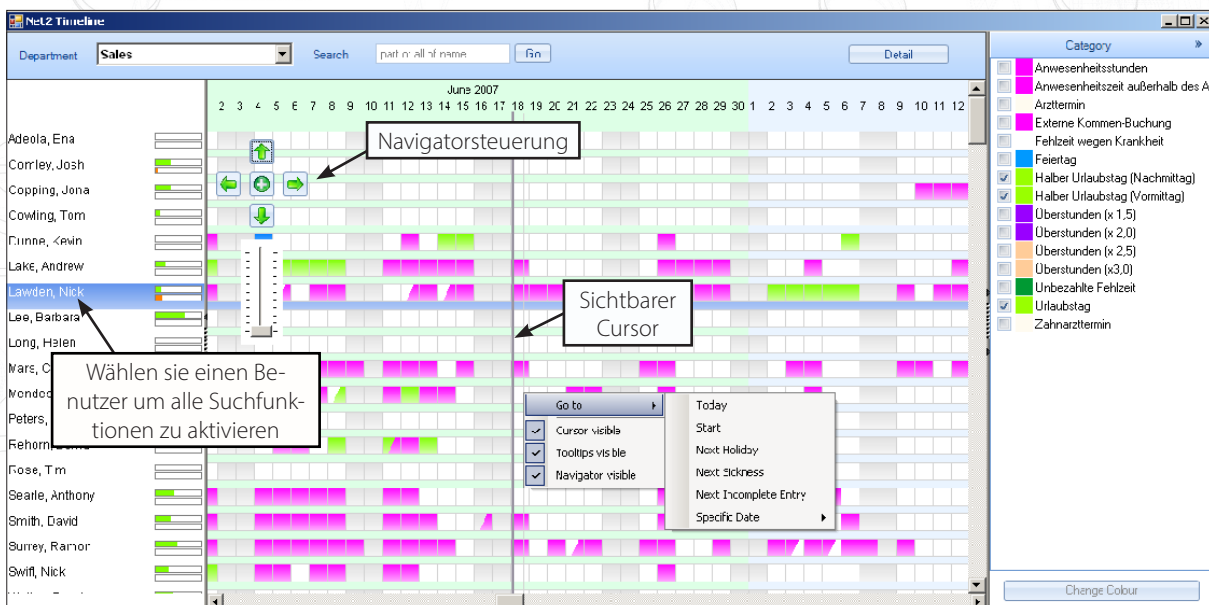 Net2 Timeline
Department
Sales
Search
part or all of name
Go
Detail
June 2007
2 3 4 5 6 7 8 9 10 11 12 13 14 15 16 17 18 19 20 21 22 23 24 25 26 27 28 29 30 1 2 3 4 5 6 7 8 9 10 11 12
Adeola, Ena
Comley, Josh
Copping, Jona
Cowling, Tom
Dunne, Kevin
Lake, Andrew
Lawden, Nick
Lee, Barbara
Long, Helen
Mars, C
Peters,
Rehorn,
Rose, Tim
Searle, Anthony
Smith, David
Surrey, Ramon
Swift, Nick
Navigatorsteuerung
Sichtbarer
Cursor
Wählen sie einen Be-
nutzer um alle Suchfunk-
tionen zu aktivieren
Go to
Cursor visible
Tooltips visible
Navigator visible
Today
Start
Next Holiday
Next Sickness
Next Incomplete Entry
Specific Date
Category
Anwesenheitsstunden
Anwesenheitszeit außerhalb des A
Arzttermin
Externe Kommen-Buchung
Fehlzeit wegen Krankheit
Feiertag
Halber Urlaubstag (Nachmittag)
Halber Urlaubstag (Vormittag)
Überstunden (x 1,5)
Überstunden (x 2,0)
Überstunden (x 2,5)
Überstunden (x3,0)
Unbezahlte Fehlzeit
Urlaubstag
Zahnarzttermin
Change Colour